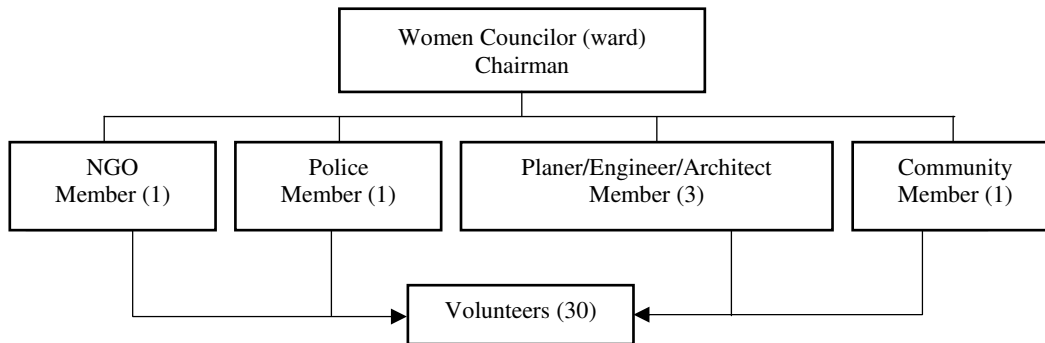 Women Councilor (ward)
Chairman
NGO
Member (1)
Police
Member (1)
Planer/Engineer/Architect
Member (3)
Community
Member (1)
Volunteers (30)